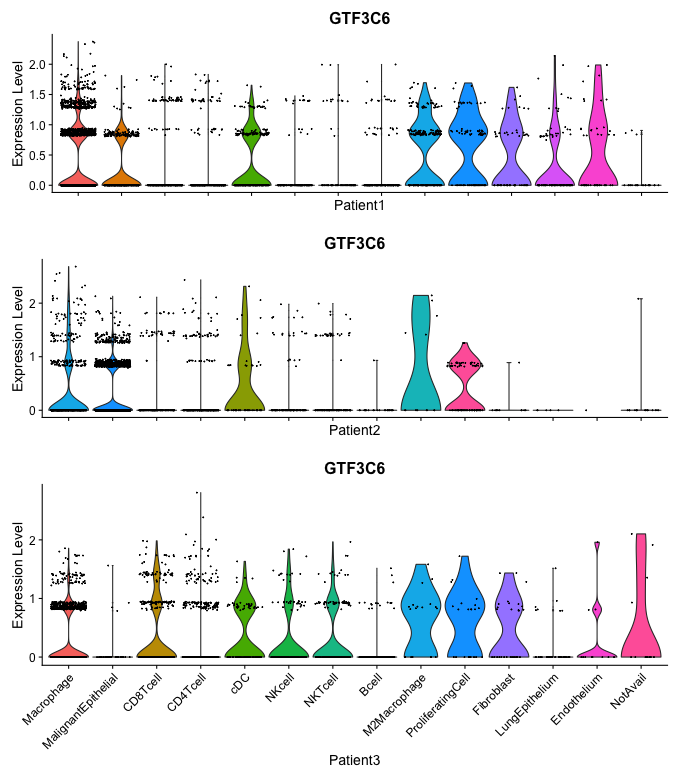 GTF3C6
Expression Level
2.0
1.5
1.0
0.5
0.0
Patient1
GTF3C6
Expression Level
2
1
0
Patient2
GTF3C6
Expression Level
2
1
0
Macrophage
MalignantEpithelial
CD8Tcell
CD4Tcell
cDC
NKcell
NKTcell
Bcell
M2Macrophage
ProliferatingCell
Fibroblast
LungEpithelium
Endothelium
NotAvail
Patient3